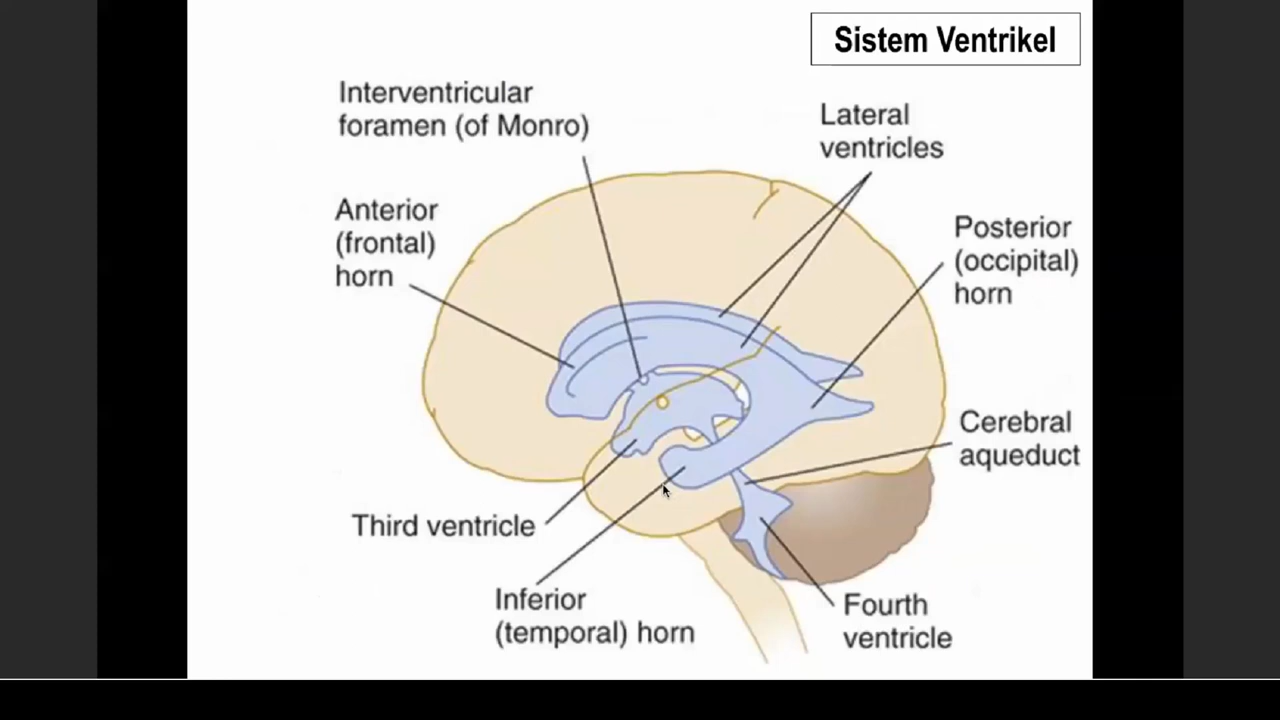 Sistem Ventrikel
Interventricular
foramen (of Monro)
Lateral
ventricles
Anterior
(frontal)
horn
Posterior
(occipital)
horn
Cerebral
aqueduct
Third ventricle
Inferior
(temporal) horn
Fourth
ventricle